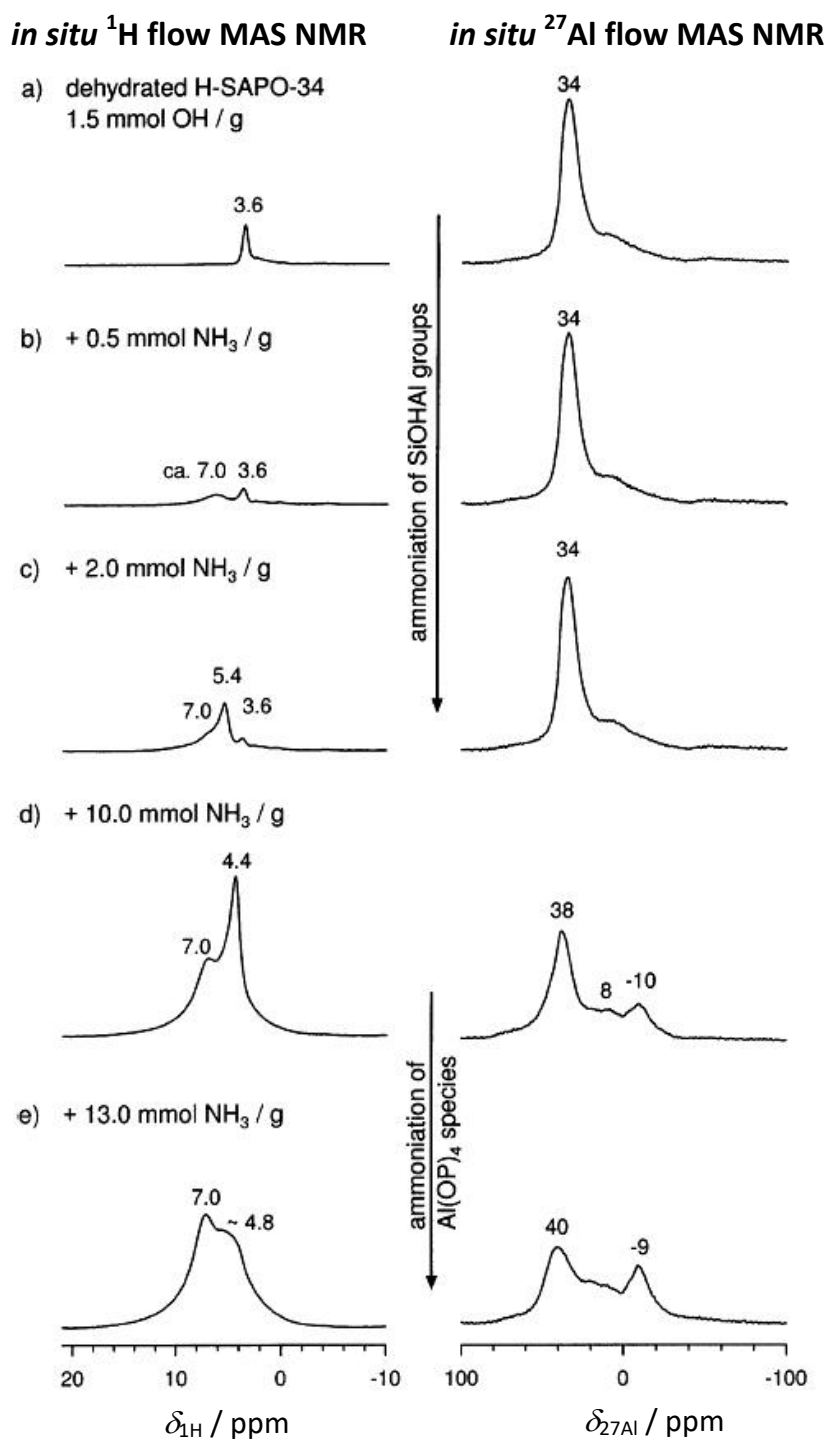 in situ ¹H flow MAS NMR
in situ ²⁷Al flow MAS NMR
a) dehydrated H-SAPO-34
1.5 mmol OH / g
3.6
34
b) + 0.5 mmol NH₃ / g
ca. 7.0 3.6
34
c) + 2.0 mmol NH₃ / g
5.4
7.0 3.6
34
ammoniation of SiOHAl groups
d) + 10.0 mmol NH₃ / g
4.4
7.0
38
8 -10
e) + 13.0 mmol NH₃ / g
7.0
~ 4.8
40
-9
ammoniation of
Al(OP)₄ species
20 10 0 -10
100 0 -100
δ1H / ppm
δ27Al / ppm